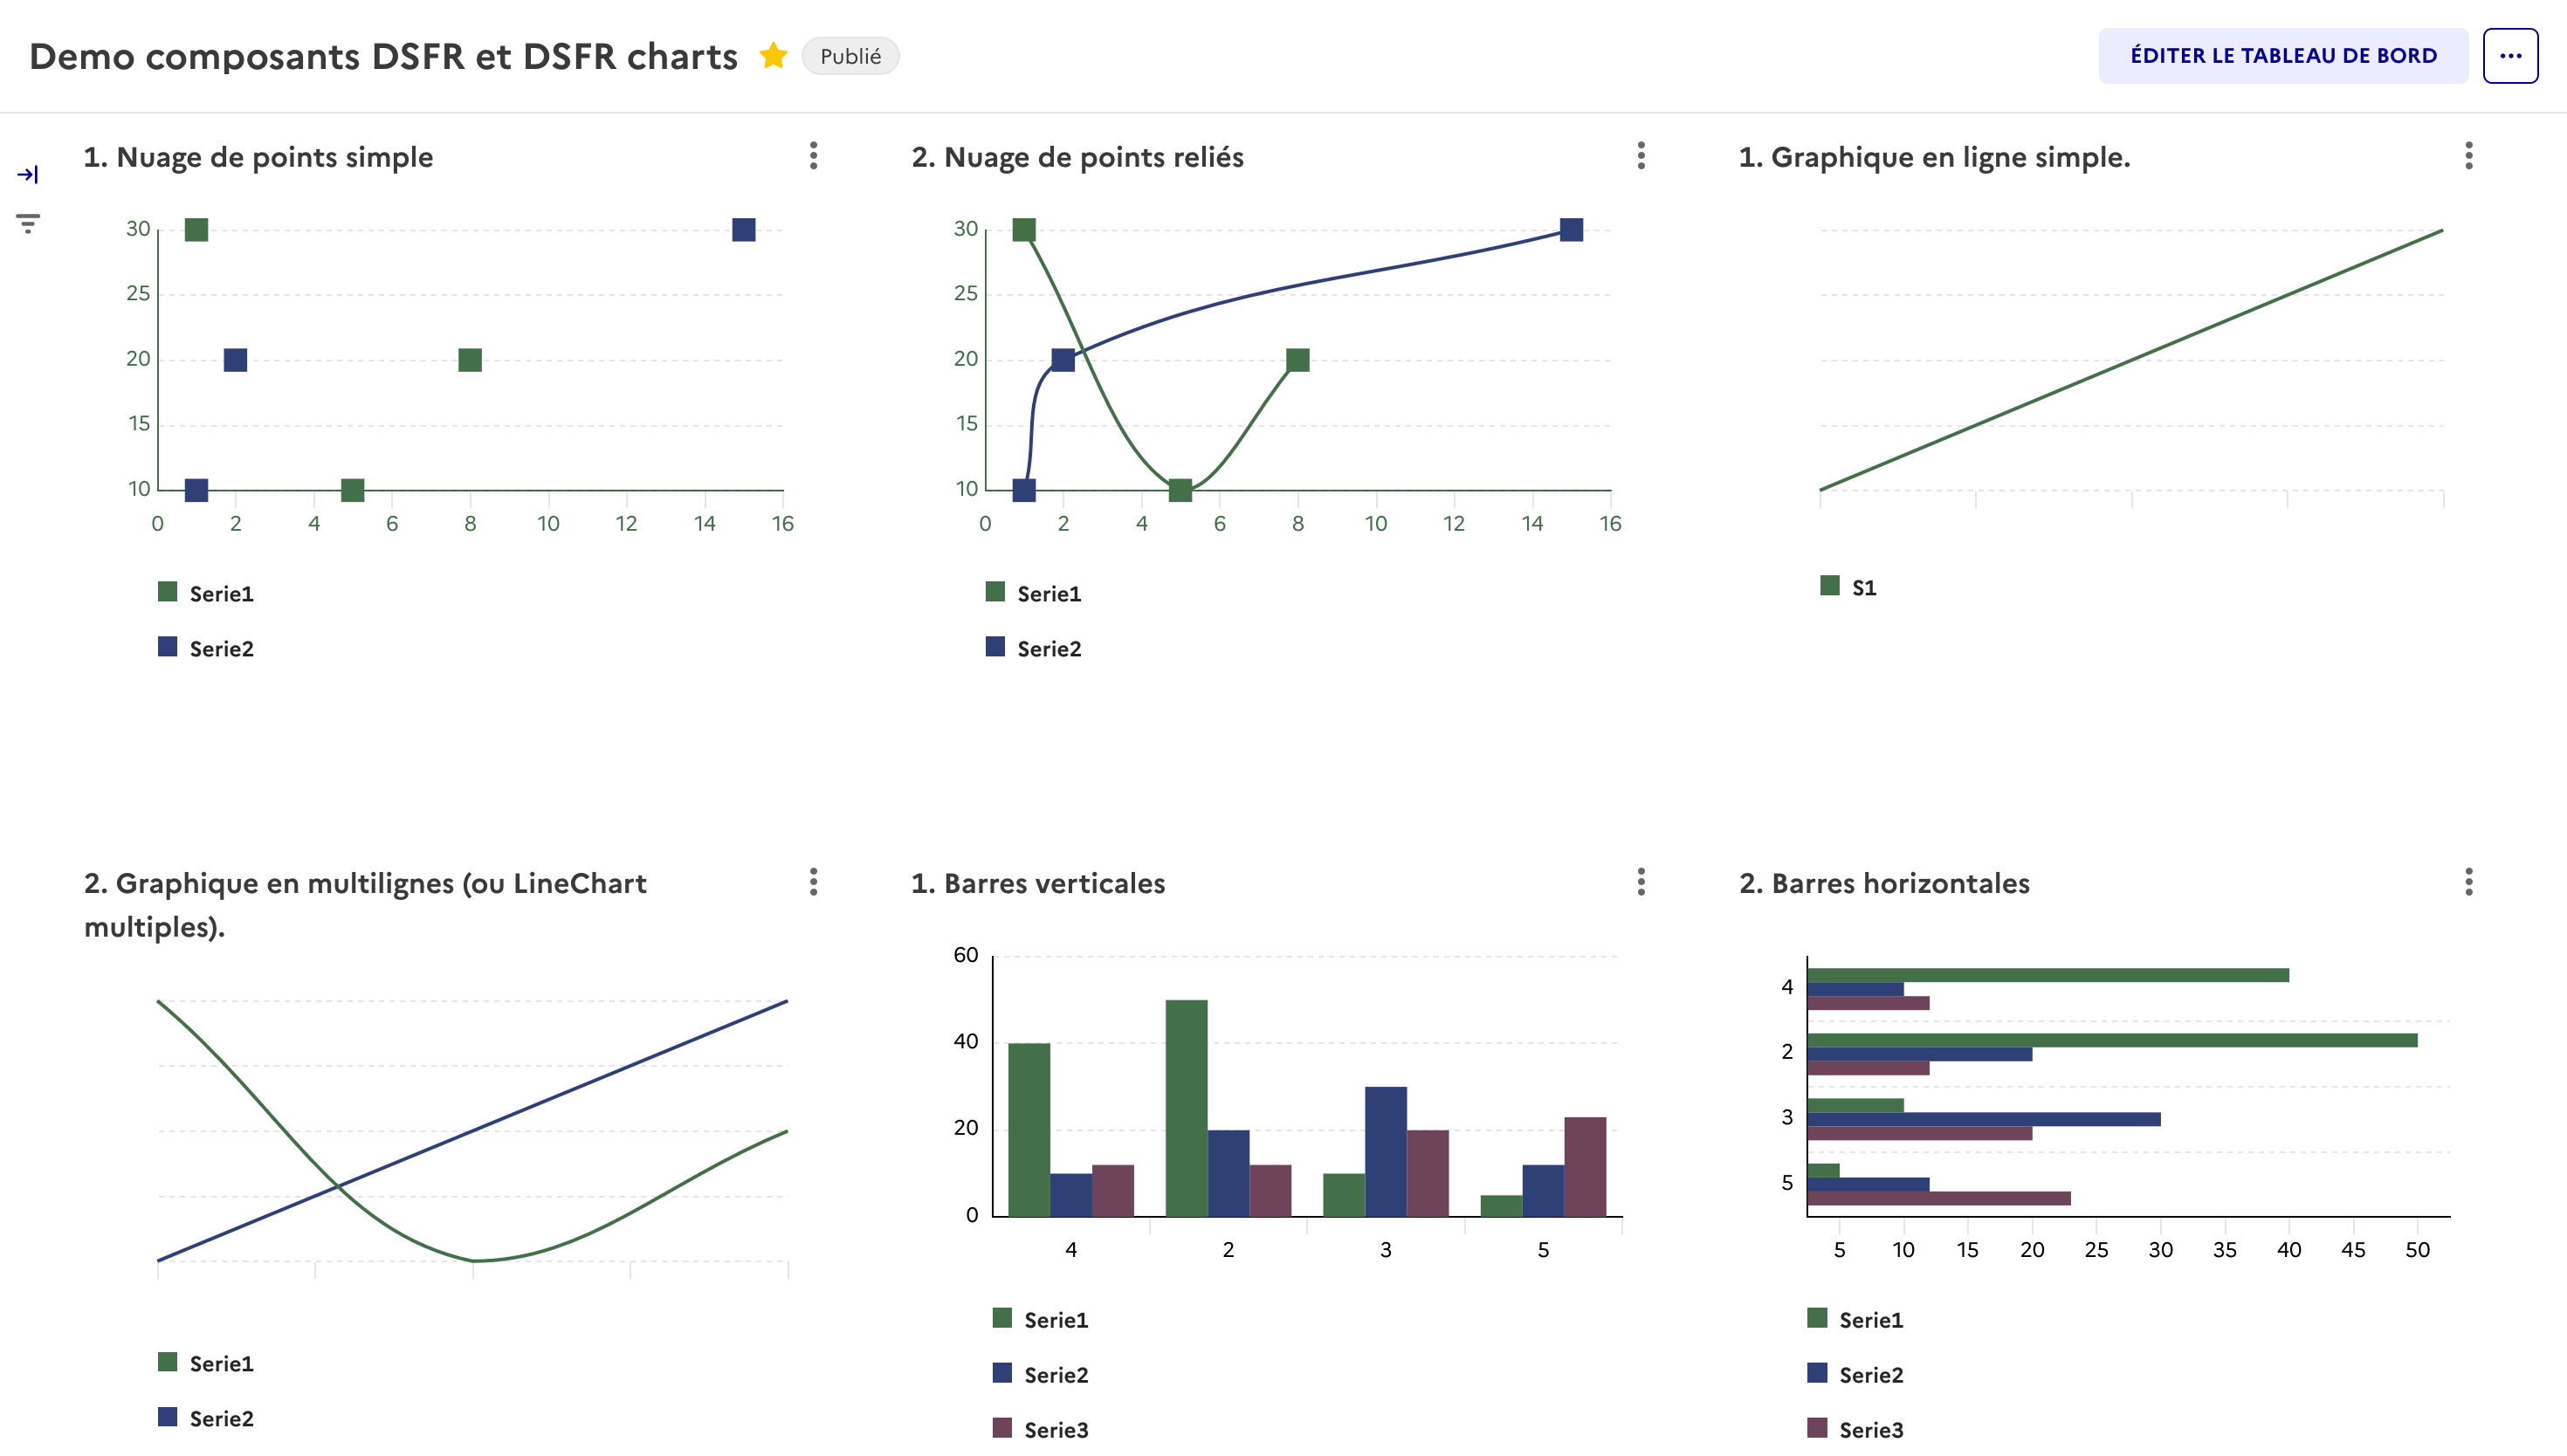 Demo composants DSFR et DSFR charts
Publié
ÉDITER LE TABLEAU DE BORD
1. Nuage de points simple
30
25
20
15
10
0 2 4 6 8 10 12 14 16
Serie1
Serie2
2. Nuage de points reliés
30
25
20
15
10
0 2 4 6 8 10 12 14 16
Serie1
Serie2
1. Graphique en ligne simple.
S1
2. Graphique en multilignes (ou LineChart
multiples).
Serie1
Serie2
1. Barres verticales
60
40
20
0
4 2 3 5
Serie1
Serie2
Serie3
2. Barres horizontales
4
2
3
5
5 10 15 20 25 30 35 40 45 50
Serie1
Serie2
Serie3